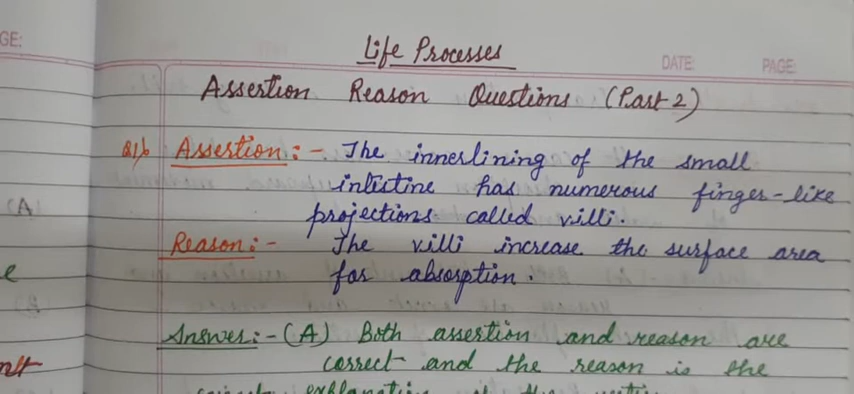 GE:
Life Processes
DATE: PAGE:
Assertion Reason Questions (Part 2)
Q1) Assertion:- The innerlining of the small
intestine has numerous finger-like
projections called villi.
Reason:- The villi increase the surface area
for absorption.
Answer:- (A) Both assertion and reason are
correct and the reason is the
explanation